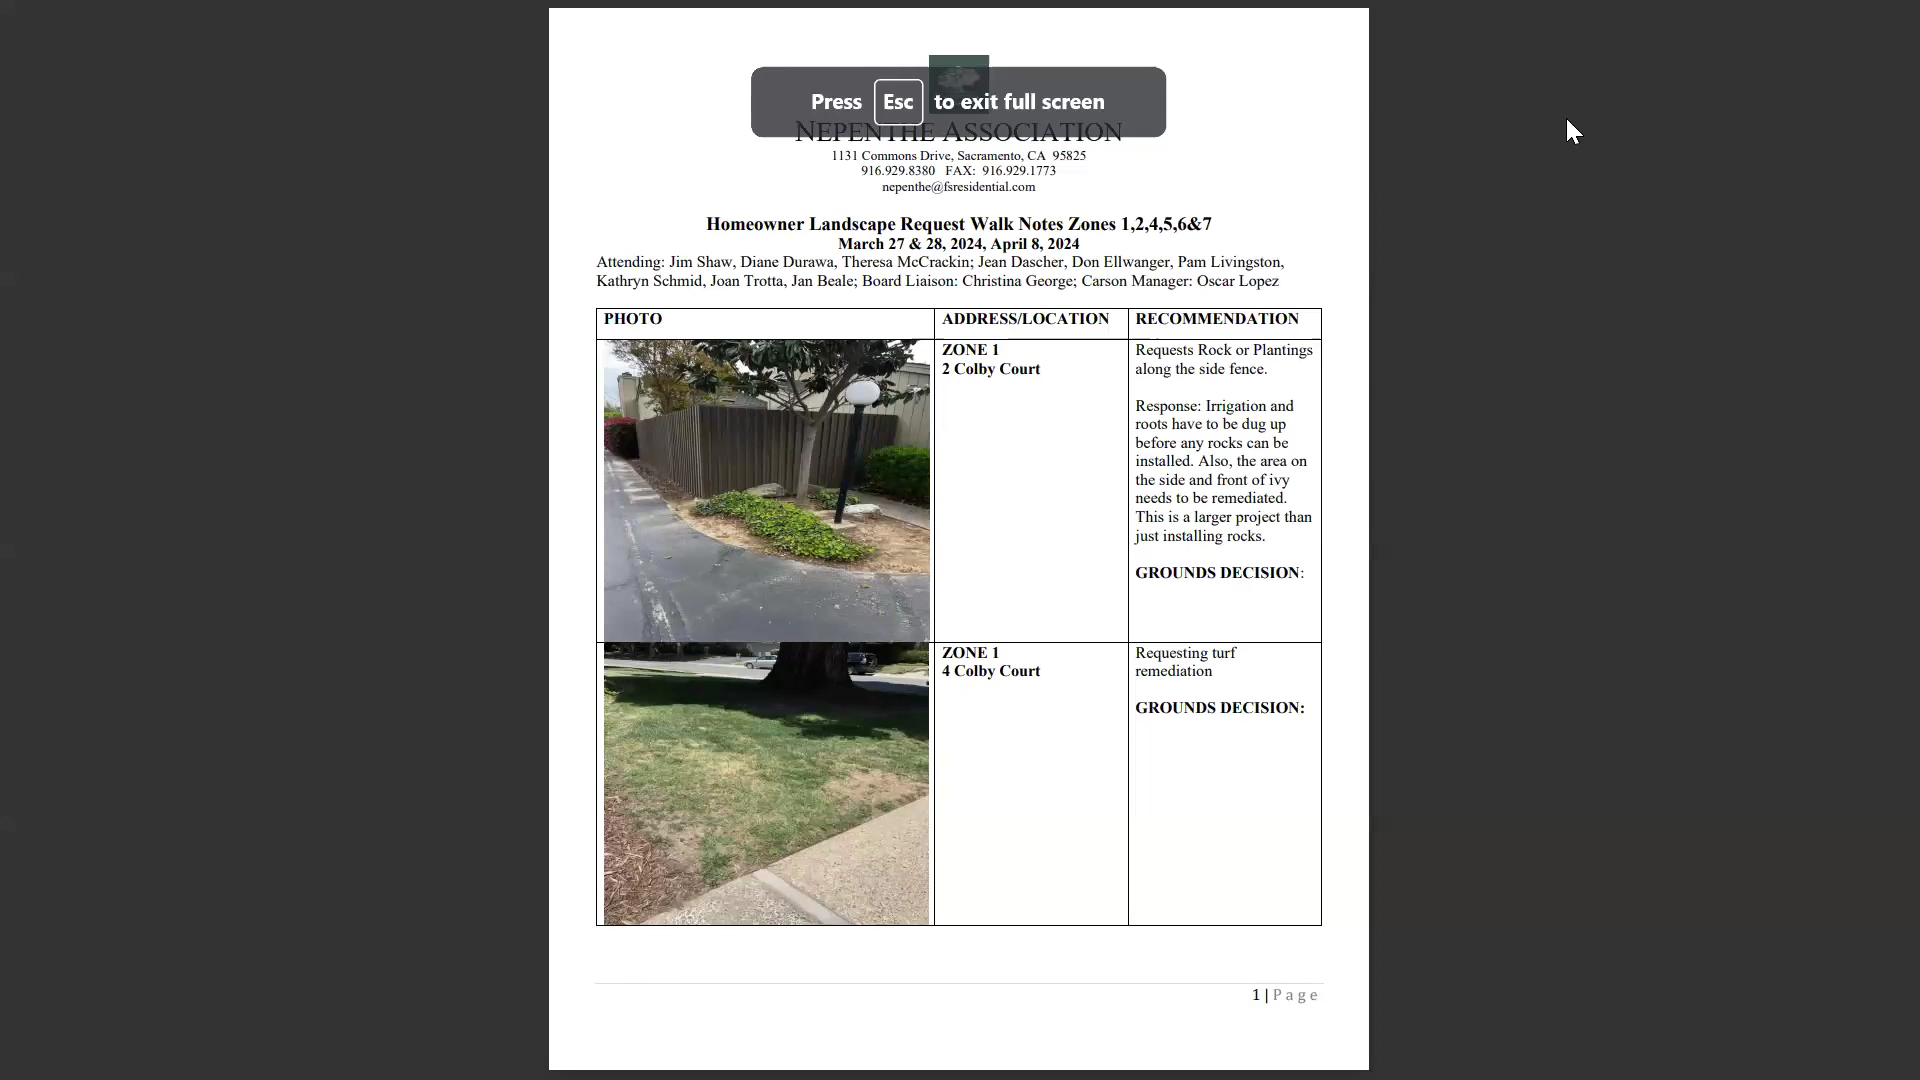 Press Esc to exit full screen
NEPENTHE ASSOCIATION
1131 Commons Drive, Sacramento, CA 95825
916.929.8380 FAX: 916.929.1773
nepenthe@fsresidential.com
Homeowner Landscape Request Walk Notes Zones 1,2,4,5,6&7
March 27 & 28, 2024, April 8, 2024
Attending: Jim Shaw, Diane Durawa, Theresa McCrackin; Jean Dascher, Don Ellwanger, Pam Livingston,
Kathryn Schmid, Joan Trotta, Jan Beale; Board Liaison: Christina George; Carson Manager: Oscar Lopez
PHOTO ADDRESS/LOCATION RECOMMENDATION
ZONE 1
2 Colby Court
Requests Rock or Plantings
along the side fence.
Response: Irrigation and
roots have to be dug up
before any rocks can be
installed. Also, the area on
the side and front of ivy
needs to be remediated.
This is a larger project than
just installing rocks.
GROUNDS DECISION:
ZONE 1
4 Colby Court
Requesting turf
remediation
GROUNDS DECISION:
1 | Page